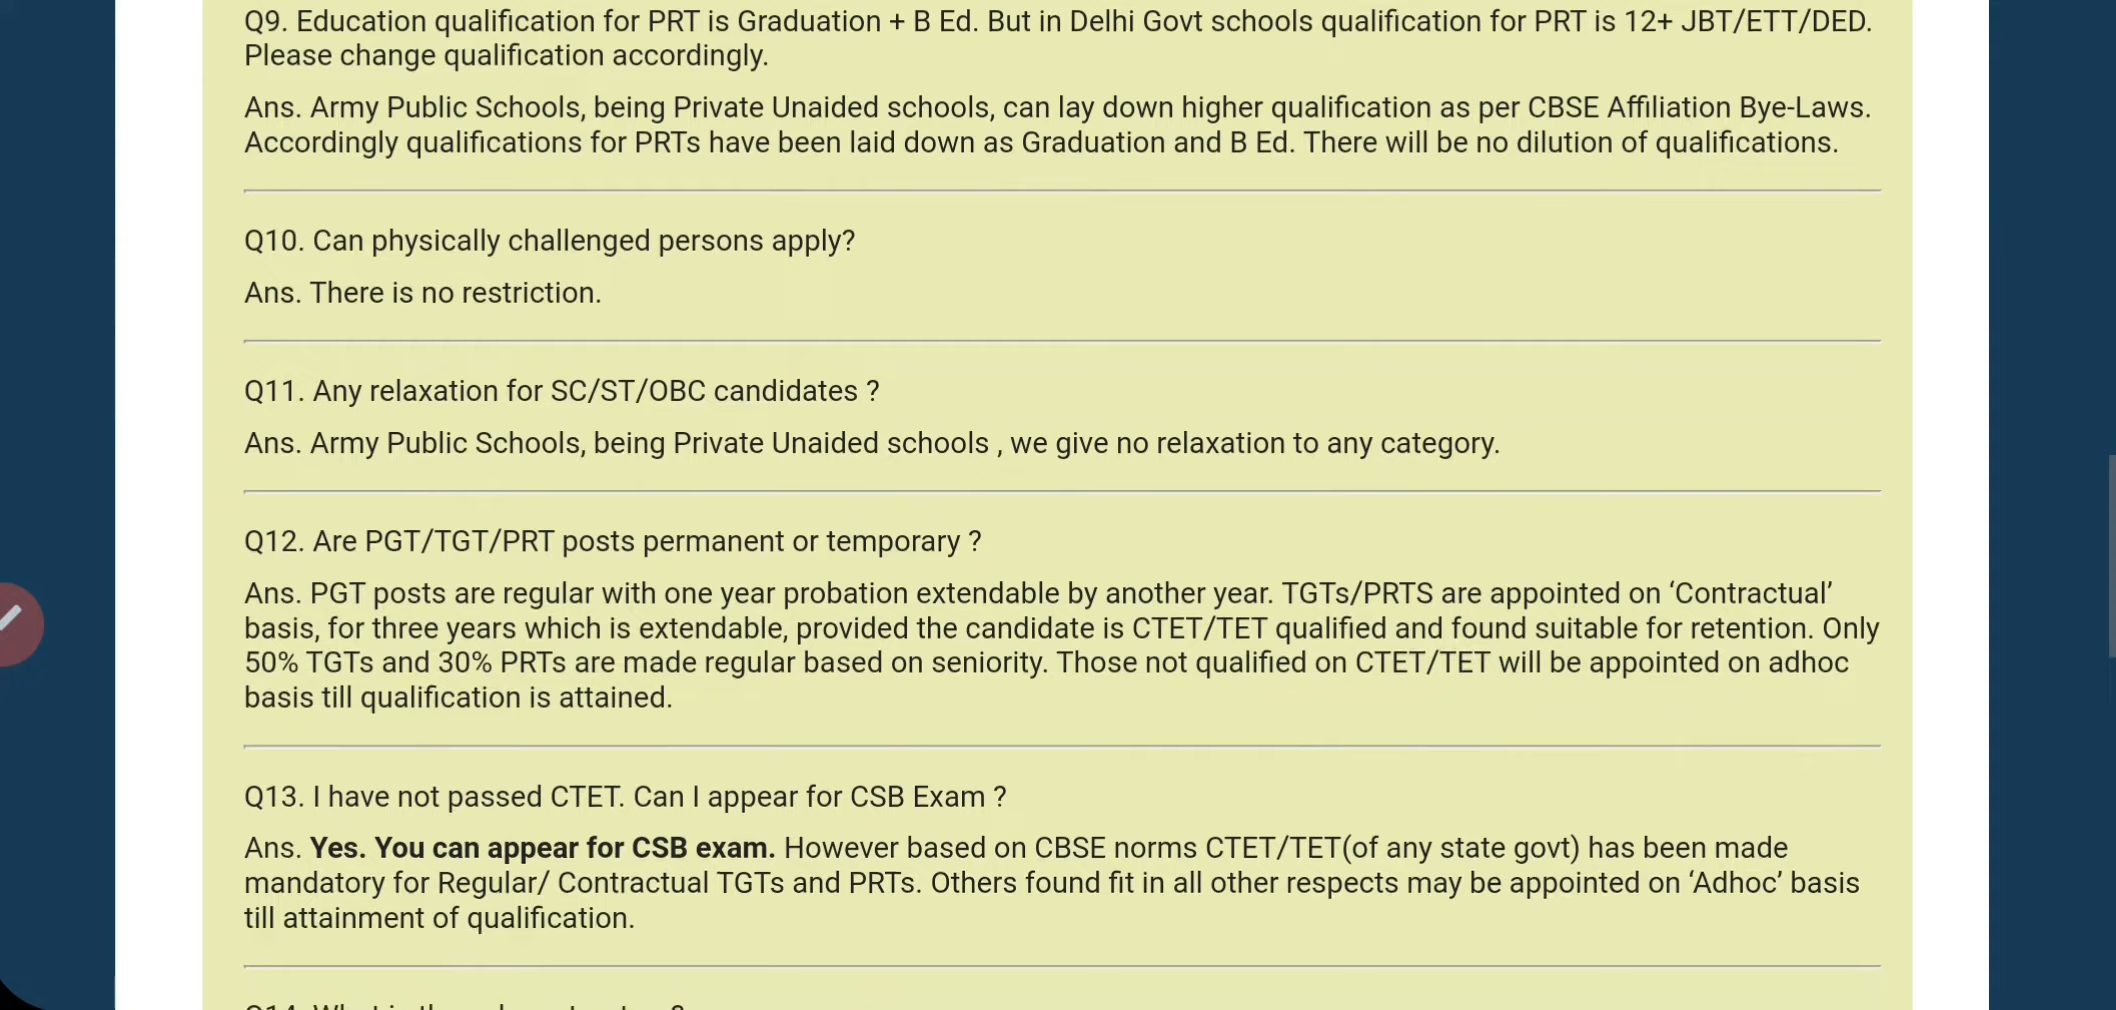 Q9. Education qualification for PRT is Graduation + B Ed. But in Delhi Govt schools qualification for PRT is 12+ JBT/ETT/DED.
Please change qualification accordingly.
Ans. Army Public Schools, being Private Unaided schools, can lay down higher qualification as per CBSE Affiliation Bye-Laws.
Accordingly qualifications for PRTs have been laid down as Graduation and B Ed. There will be no dilution of qualifications.
Q10. Can physically challenged persons apply?
Ans. There is no restriction.
Q11. Any relaxation for SC/ST/OBC candidates ?
Ans. Army Public Schools, being Private Unaided schools , we give no relaxation to any category.
Q12. Are PGT/TGT/PRT posts permanent or temporary ?
Ans. PGT posts are regular with one year probation extendable by another year. TGTs/PRTS are appointed on ‘Contractual’
basis, for three years which is extendable, provided the candidate is CTET/TET qualified and found suitable for retention. Only
50% TGTs and 30% PRTs are made regular based on seniority. Those not qualified on CTET/TET will be appointed on adhoc
basis till qualification is attained.
Q13. I have not passed CTET. Can I appear for CSB Exam ?
Ans. Yes. You can appear for CSB exam. However based on CBSE norms CTET/TET(of any state govt) has been made
mandatory for Regular/ Contractual TGTs and PRTs. Others found fit in all other respects may be appointed on ‘Adhoc’ basis
till attainment of qualification.
Q14. What is the